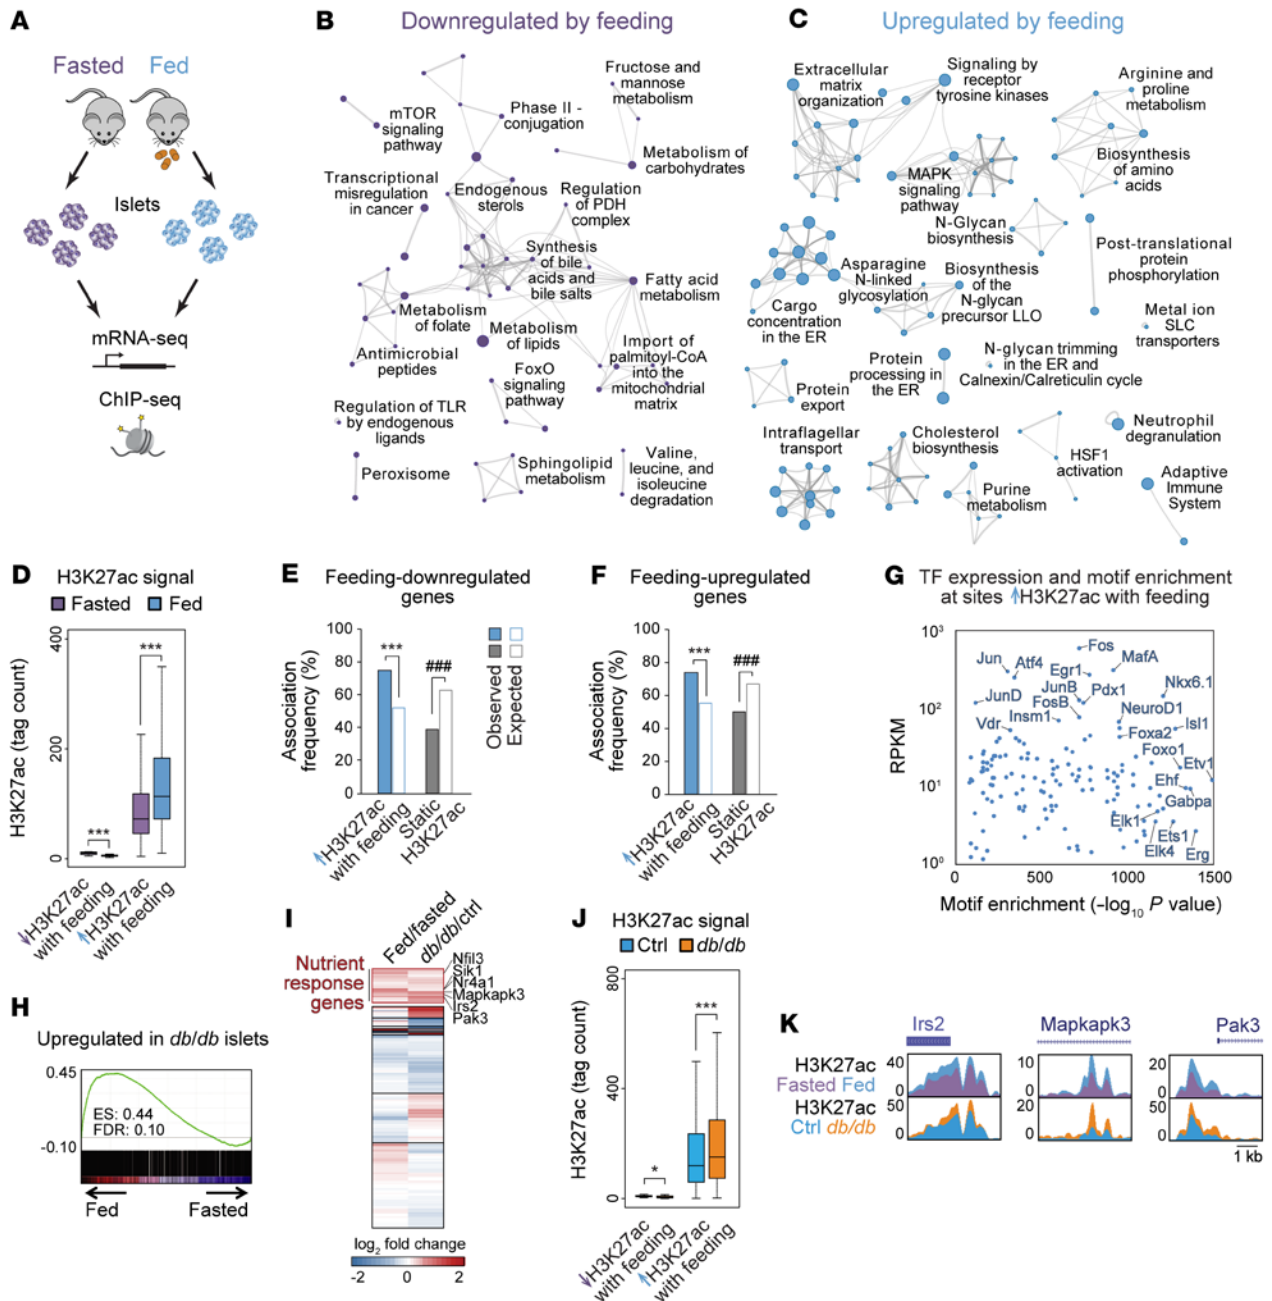 A
Fasted Fed
Islets
mRNA-seq
ChIP-seq
B
Downregulated by feeding
Fructose and
mannose
metabolism
mTOR
signaling
pathway
Phase II -
conjugation
Metabolism of
carbohydrates
Transcriptional
misregulation
in cancer
Endogenous
sterols
Regulation
of PDH
complex
Synthesis
of bile
acids and
bile salts
Fatty acid
metabolism
Metabolism
of folate
Metabolism
of lipids
Import of
palmitoyl-CoA
into the
mitochondrial
matrix
Antimicrobial
peptides
FoxO
signaling
pathway
Regulation of TLR
by endogenous
ligands
Peroxisome
Sphingolipid
metabolism
Valine,
leucine, and
isoleucine
degradation
C
Upregulated by feeding
Extracellular
matrix
organization
Signaling by
receptor
tyrosine kinases
Arginine and
proline
metabolism
MAPK
signaling
pathway
Biosynthesis
of amino
acids
N-Glycan
biosynthesis
Post-translational
protein
phosphorylation
Asparagine
N-linked
glycosylation
Biosynthesis
of the
N-glycan
precursor LLO
Cargo
concentration
in the ER
Metal ion
SLC
transporters
Protein
processing in
the ER
N-glycan trimming
in the ER and
Calnexin/Calreticulin cycle
Protein
export
Neutrophil
degranulation
Intraflagellar
transport
Cholesterol
biosynthesis
HSF1
activation
Purine
metabolism
Adaptive
Immune
System
D
H3K27ac signal
Fasted Fed
H3K27ac (tag count)
400
200
0
***
***
↓H3K27ac
with feeding
↑H3K27ac
with feeding
E
Feeding-downregulated
genes
Association
frequency (%)
100
80
60
40
20
0
***
###
Observed
Expected
↑H3K27ac
with feeding
Static
H3K27ac
F
Feeding-upregulated
genes
Association
frequency (%)
100
80
60
40
20
0
***
###
↑H3K27ac
with feeding
Static
H3K27ac
G
TF expression and motif enrichment
at sites ↑H3K27ac with feeding
RPKM
10³
10²
10¹
10⁰
Fos
Jun
Atf4
Egr1
MafA
JunD
JunB
Pdx1
Nkx6.1
FosB
NeuroD1
Vdr
Insm1
Isl1
Foxa2
Foxo1
Etv1
Ehf
Gabpa
Elk1
Ets1
Elk4
Erg
0 500 1000 1500
Motif enrichment (–log₁₀ P value)
H
Upregulated in db/db islets
0.45
-0.10
ES: 0.44
FDR: 0.10
Fed Fasted
I
Fed/fasted
db/db/ctrl
Nutrient
response
genes
Nfil3
Sik1
Nr4a1
Mapkapk3
Irs2
Pak3
log₂ fold change
-2 0 2
J
H3K27ac signal
Ctrl db/db
H3K27ac (tag count)
800
400
0
*
***
↓H3K27ac
with feeding
↑H3K27ac
with feeding
K
Irs2 Mapkapk3 Pak3
H3K27ac
Fasted Fed
40
0
10
0
20
0
H3K27ac
Ctrl db/db
50
0
20
0
50
0
1 kb